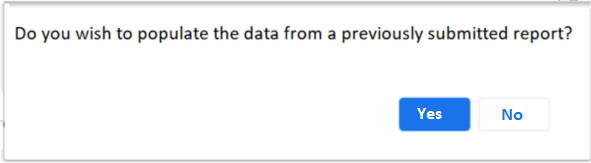 Do you wish to populate the data from a previously submitted report?
Yes No